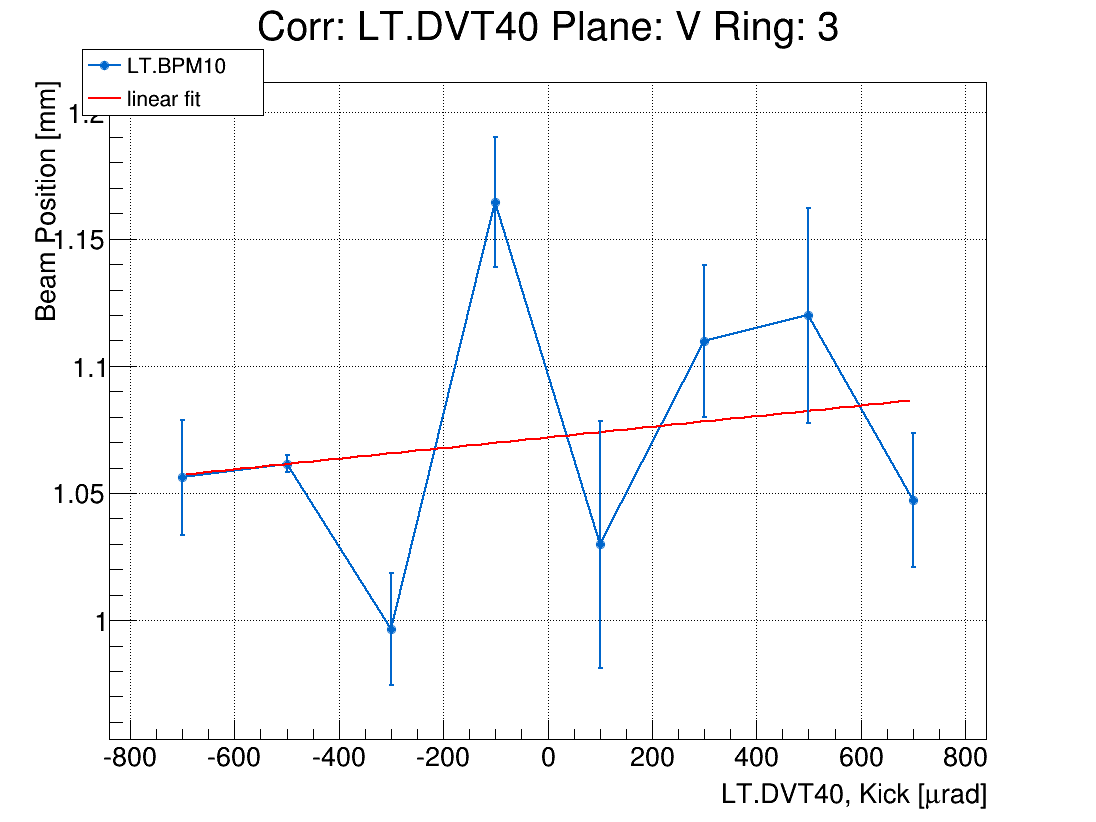 Corr: LT.DVT40 Plane: V Ring: 3
LT.BPM10
linear fit
Beam Position [mm]
1.2
1.15
1.1
1.05
1
-800 -600 -400 -200 0 200 400 600 800
LT.DVT40, Kick [μrad]